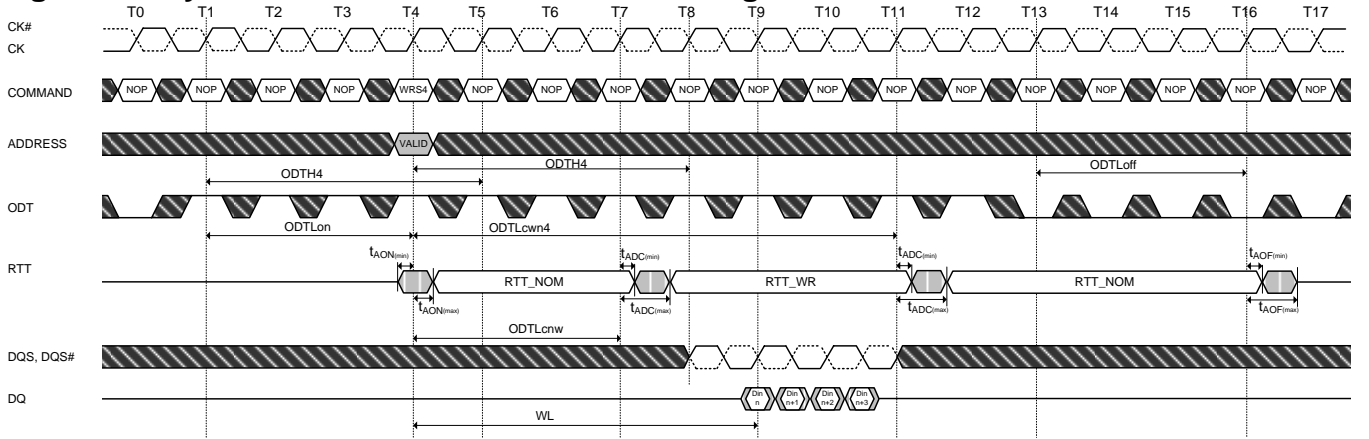 T0 T1 T2 T3 T4 T5 T6 T7 T8 T9 T10 T11 T12 T13 T14 T15 T16 T17
CK#
CK
COMMAND NOP NOP NOP NOP WRS4 NOP NOP NOP NOP NOP NOP NOP NOP NOP NOP NOP NOP NOP
ADDRESS VALID
ODTH4 ODTH4 ODTLoff
ODT
ODTLon ODTLcwn4
tAON(min) tADC(min) tADC(min) tAOF(min)
RTT RTT_NOM RTT_WR RTT_NOM
tAON(max) tADC(max) tADC(max) tAOF(max)
ODTLcnw
DQS, DQS#
DQ Din n Din n+1 Din n+2 Din n+3
WL